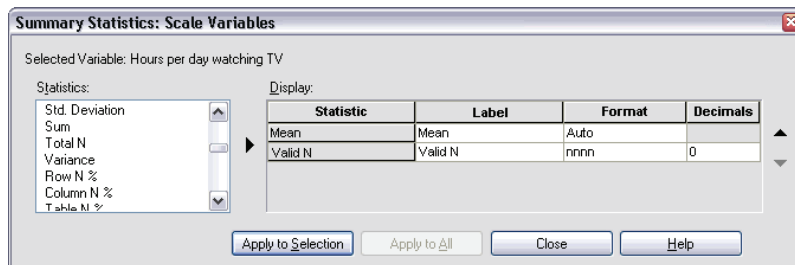 Summary Statistics: Scale Variables
Selected Variable: Hours per day watching TV
Statistics:
Std. Deviation
Sum
Total N
Variance
Row N %
Column N %
Table N %
Display:
Statistic Label Format Decimals
Mean Mean Auto
Valid N Valid N nnnn 0
Apply to Selection Apply to All Close Help